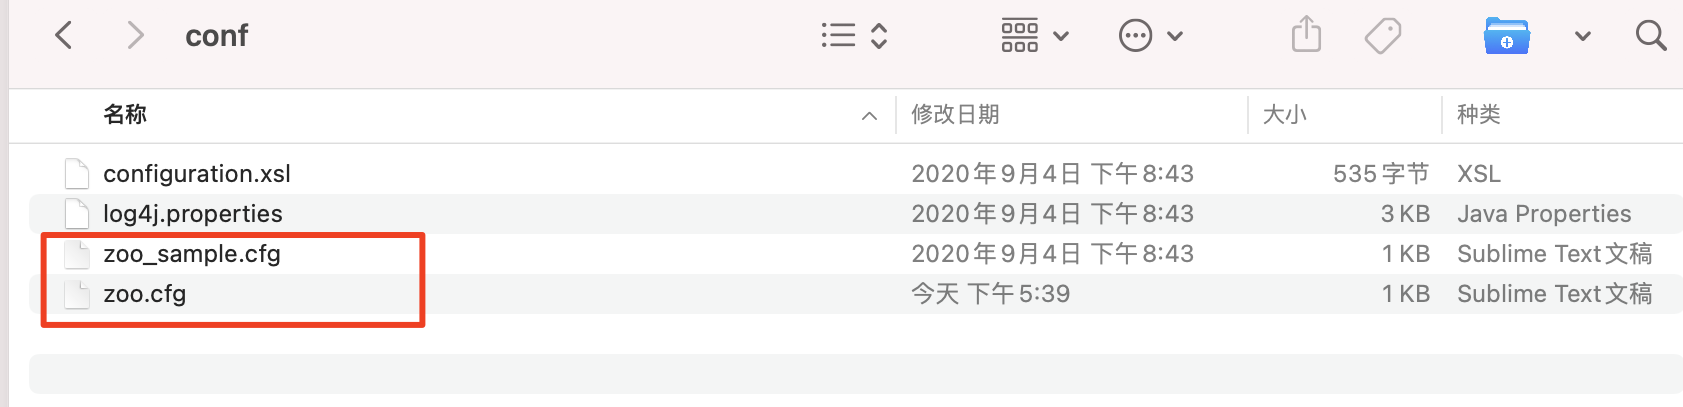 conf
名称 修改日期 大小 种类
configuration.xsl 2020年9月4日 下午8:43 535字节 XSL
log4j.properties 2020年9月4日 下午8:43 3 KB Java Properties
zoo_sample.cfg 2020年9月4日 下午8:43 1 KB Sublime Text文稿
zoo.cfg 今天 下午5:39 1 KB Sublime Text文稿